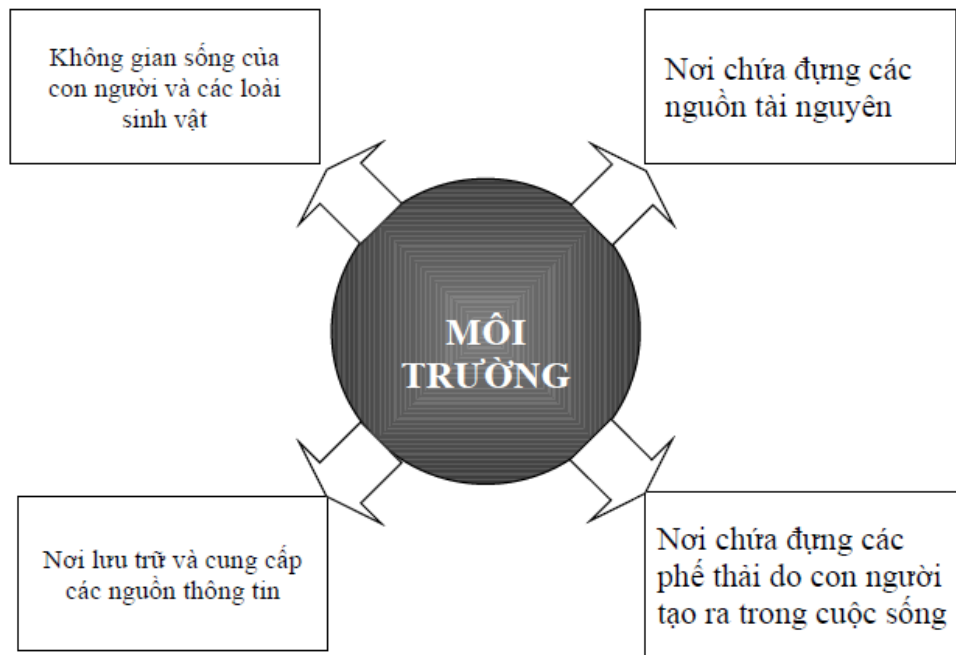 Không gian sống của
con người và các loài
sinh vật
Nơi chứa đựng các
nguồn tài nguyên
MÔI
TRƯỜNG
Nơi lưu trữ và cung cấp
các nguồn thông tin
Nơi chứa đựng các
phế thải do con người
tạo ra trong cuộc sống